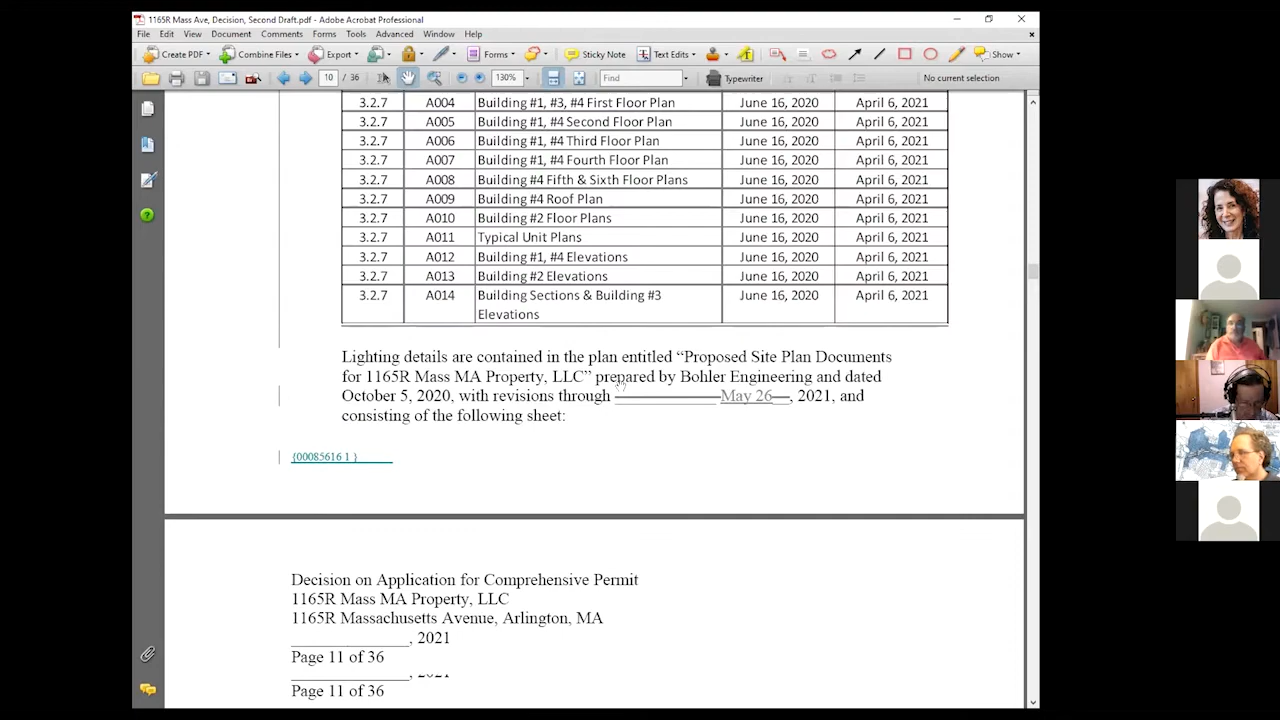 1165R Mass Ave, Decision, Second Draft.pdf - Adobe Acrobat Professional
File Edit View Document Comments Forms Tools Advanced Window Help
Create PDF Combine Files Export Forms Sticky Note Text Edits Show
10 / 36 130% Find Typewriter No current selection
3.2.7 A004 Building #1, #3, #4 First Floor Plan June 16, 2020 April 6, 2021
3.2.7 A005 Building #1, #4 Second Floor Plan June 16, 2020 April 6, 2021
3.2.7 A006 Building #1, #4 Third Floor Plan June 16, 2020 April 6, 2021
3.2.7 A007 Building #1, #4 Fourth Floor Plan June 16, 2020 April 6, 2021
3.2.7 A008 Building #4 Fifth & Sixth Floor Plans June 16, 2020 April 6, 2021
3.2.7 A009 Building #4 Roof Plan June 16, 2020 April 6, 2021
3.2.7 A010 Building #2 Floor Plans June 16, 2020 April 6, 2021
3.2.7 A011 Typical Unit Plans June 16, 2020 April 6, 2021
3.2.7 A012 Building #1, #4 Elevations June 16, 2020 April 6, 2021
3.2.7 A013 Building #2 Elevations June 16, 2020 April 6, 2021
3.2.7 A014 Building Sections & Building #3 June 16, 2020 April 6, 2021
Elevations
Lighting details are contained in the plan entitled “Proposed Site Plan Documents
for 1165R Mass MA Property, LLC” prepared by Bohler Engineering and dated
October 5, 2020, with revisions through ____________ May 26__, 2021, and
consisting of the following sheet:
{00085616 1 }
Decision on Application for Comprehensive Permit
1165R Mass MA Property, LLC
1165R Massachusetts Avenue, Arlington, MA
______________, 2021
Page 11 of 36
______________, 2021
Page 11 of 36